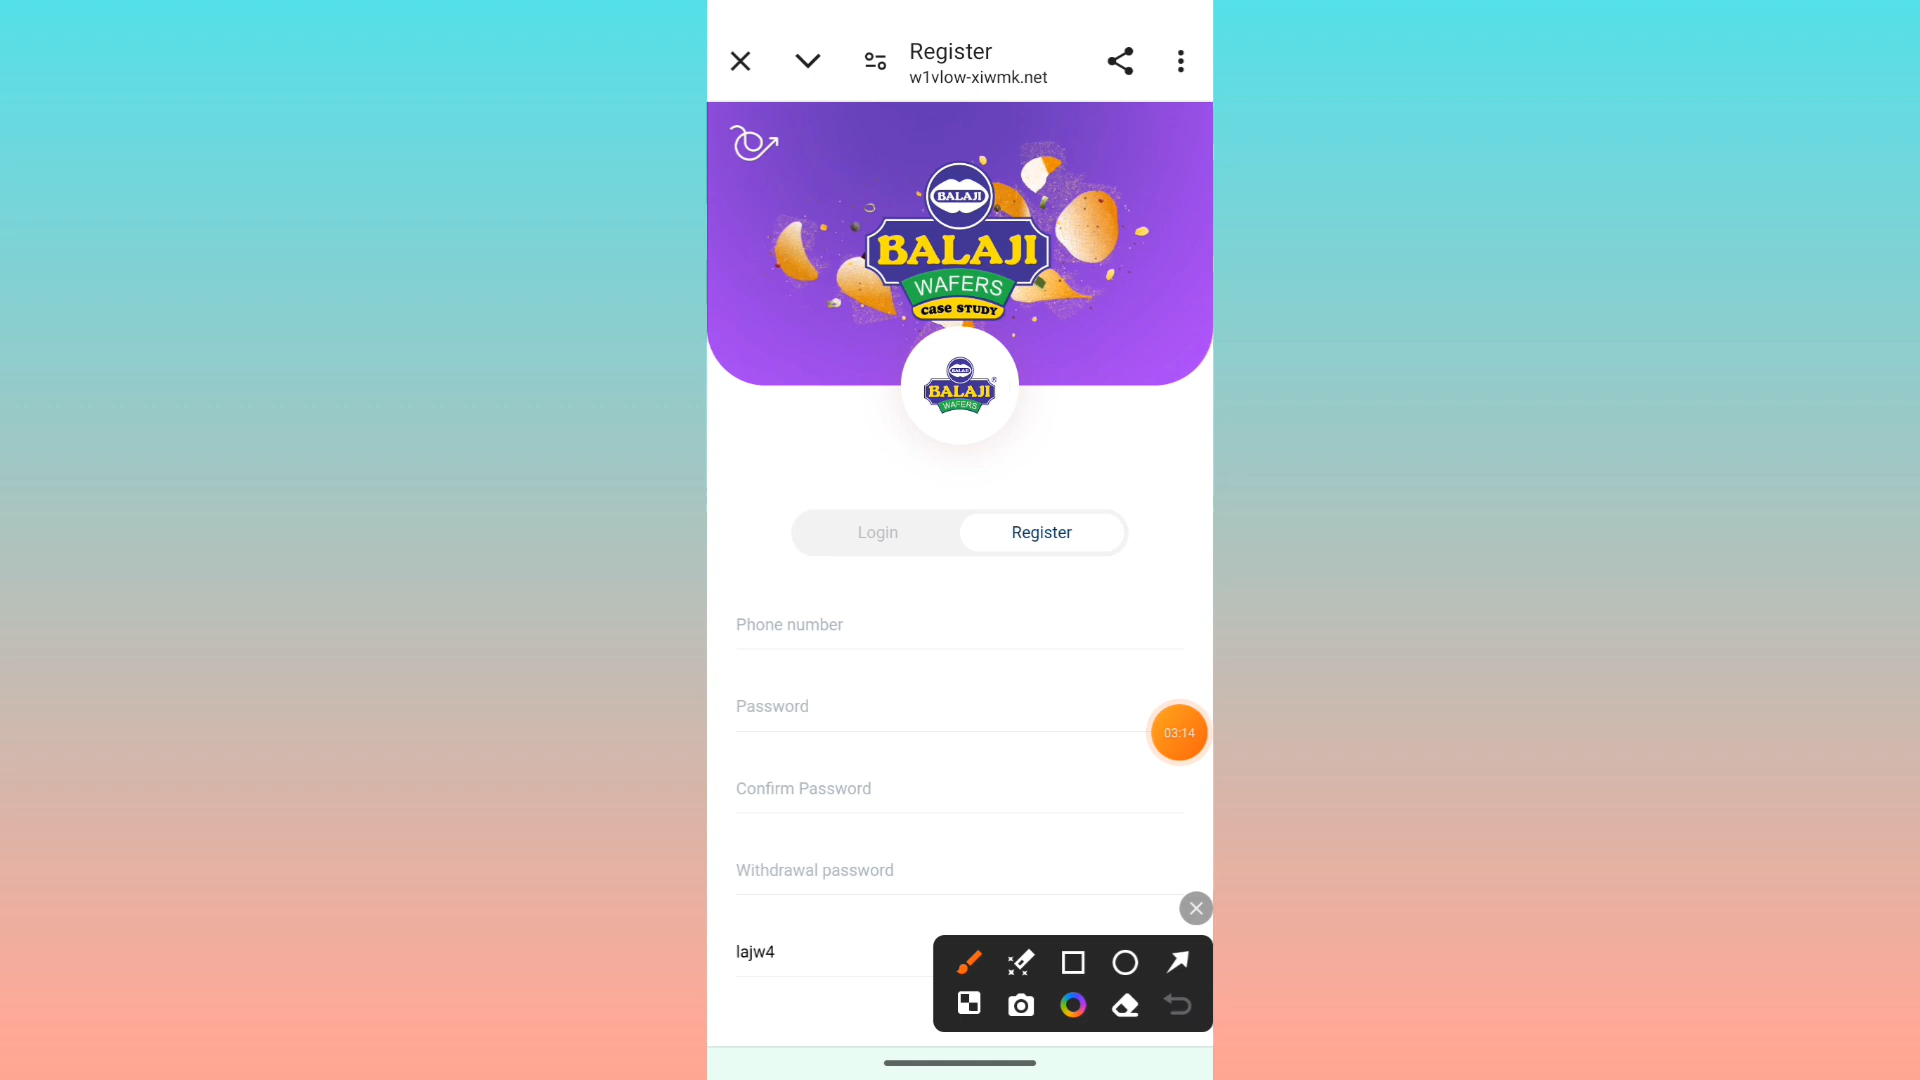 Register
w1vlow-xiwmk.net
BALAJI
BALAJI
WAFERS
case STUDY
BALAJI
BALAJI
WAFERS
Login
Register
Phone number
Password
03:14
Confirm Password
Withdrawal password
lajw4